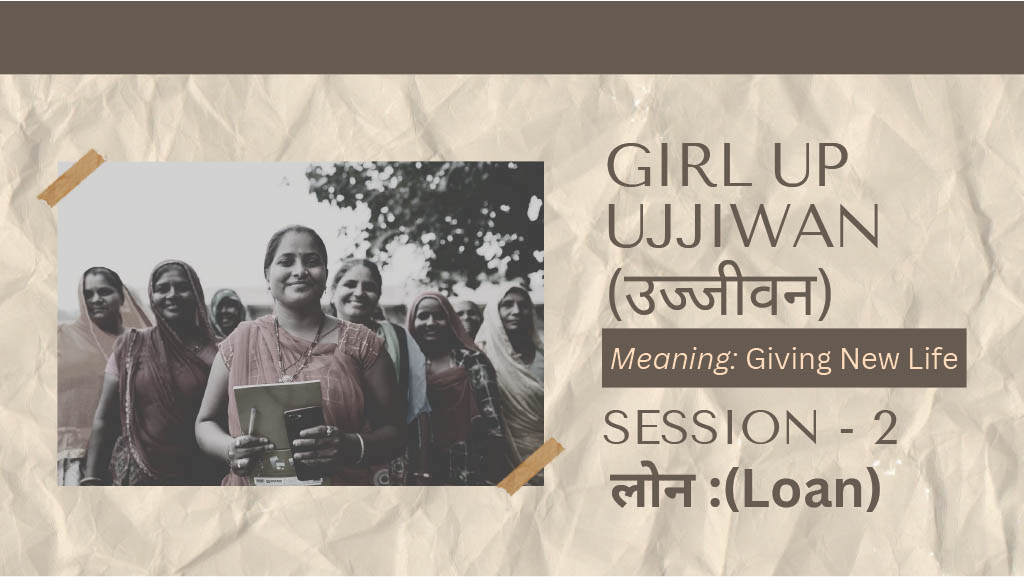 GIRL UP
UJJIWAN
(उज्जीवन)
Meaning: Giving New Life
SESSION - 2
लोन :(Loan)